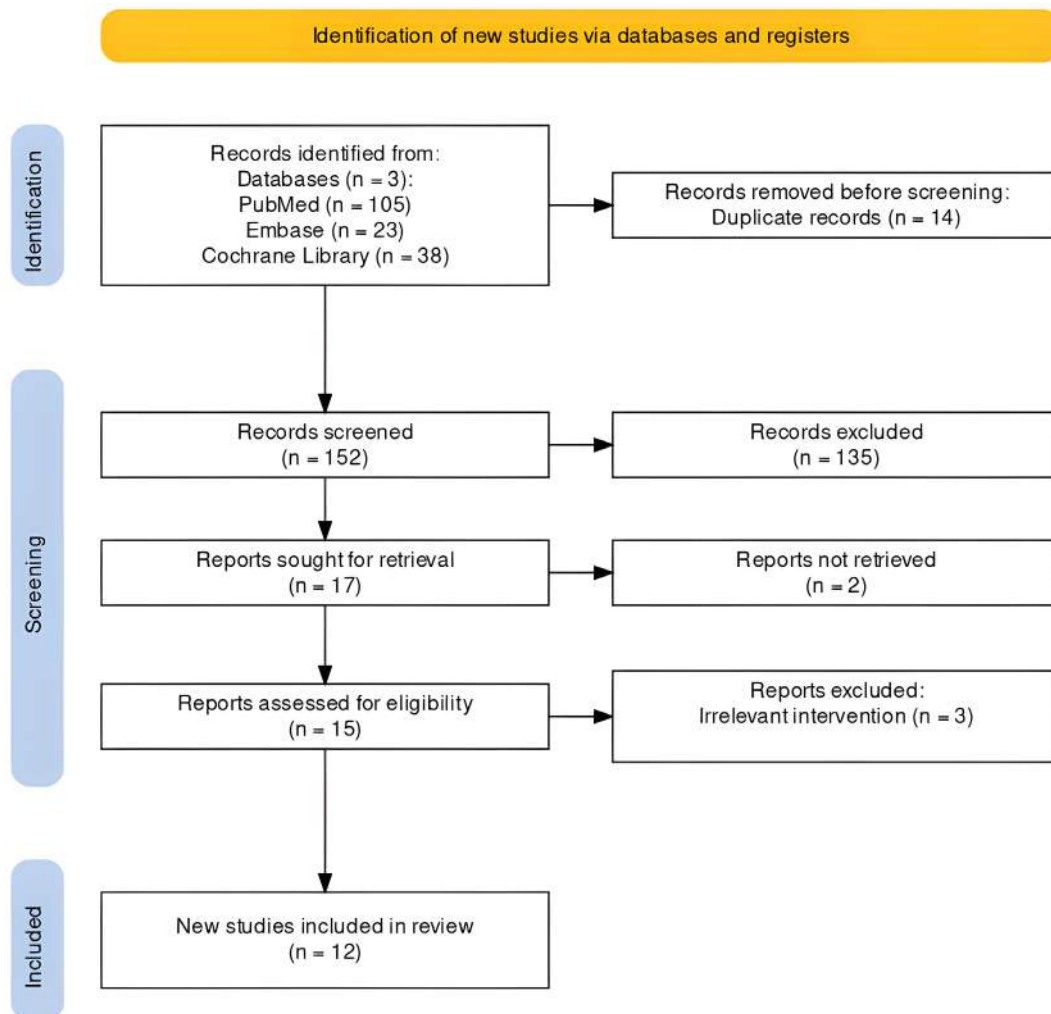 Identification of new studies via databases and registers
Identification
Records identified from:
Databases (n = 3):
PubMed (n = 105)
Embase (n = 23)
Cochrane Library (n = 38)
Records removed before screening:
Duplicate records (n = 14)
Screening
Records screened
(n = 152)
Records excluded
(n = 135)
Reports sought for retrieval
(n = 17)
Reports not retrieved
(n = 2)
Reports assessed for eligibility
(n = 15)
Reports excluded:
Irrelevant intervention (n = 3)
Included
New studies included in review
(n = 12)